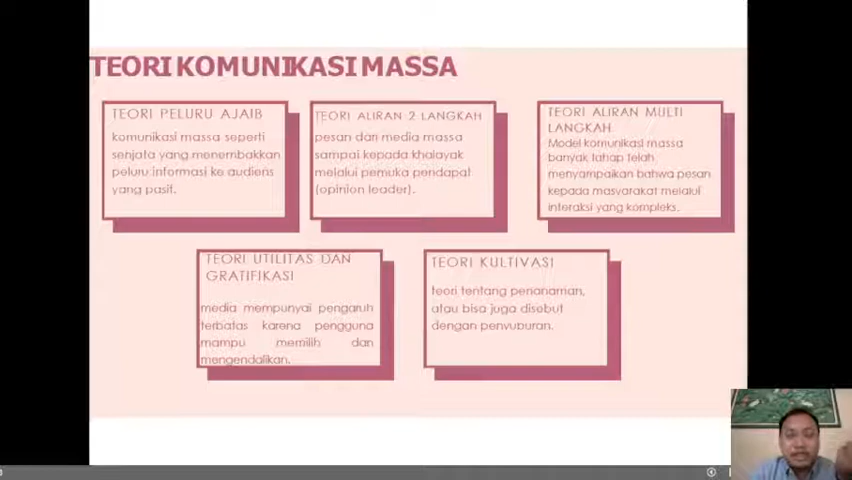 TEORI KOMUNIKASI MASSA
TEORI PELURU AJAIB
komunikasi massa seperti
senjata yang menembakkan
peluru informasi ke audiens
yang pasif.
TEORI ALIRAN 2 LANGKAH
pesan dari media massa
sampai kepada khalayak
melalui pemuka pendapat
(opinion leader).
TEORI ALIRAN MULTI
LANGKAH
Model komunikasi massa
banyak tahap telah
menyampaikan bahwa pesan
kepada masyarakat melalui
interaksi yang kompleks.
TEORI UTILITAS DAN
GRATIFIKASI
media mempunyai pengaruh
terbatas karena pengguna
mampu memilih dan
mengendalikan.
TEORI KULTIVASI
teori tentang penanaman,
atau bisa juga disebut
dengan penyuburan.